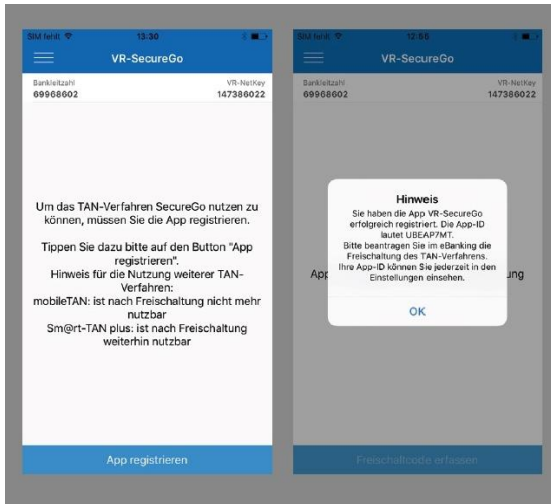 SIM fehlt 13:30
VR-SecureGo
Bankleitzahl VR-NetKey
69968602 147386022
Um das TAN-Verfahren SecureGo nutzen zu
können, müssen Sie die App registrieren.
Tippen Sie dazu bitte auf den Button "App
registrieren".
Hinweis für die Nutzung weiterer TAN-
Verfahren:
mobileTAN: ist nach Freischaltung nicht mehr
nutzbar
Sm@rt-TAN plus: ist nach Freischaltung
weiterhin nutzbar
App registrieren
SIM fehlt 12:55
VR-SecureGo
Bankleitzahl VR-NetKey
69968602 147386022
Hinweis
Sie haben die App VR-SecureGo
erfolgreich registriert. Die App-ID
lautet UBEAP7MT.
Bitte beantragen Sie im eBanking die
Freischaltung des TAN-Verfahrens.
Ihre App-ID können Sie jederzeit in den
Einstellungen einsehen.
App ung
OK
Freischaltcode erfassen